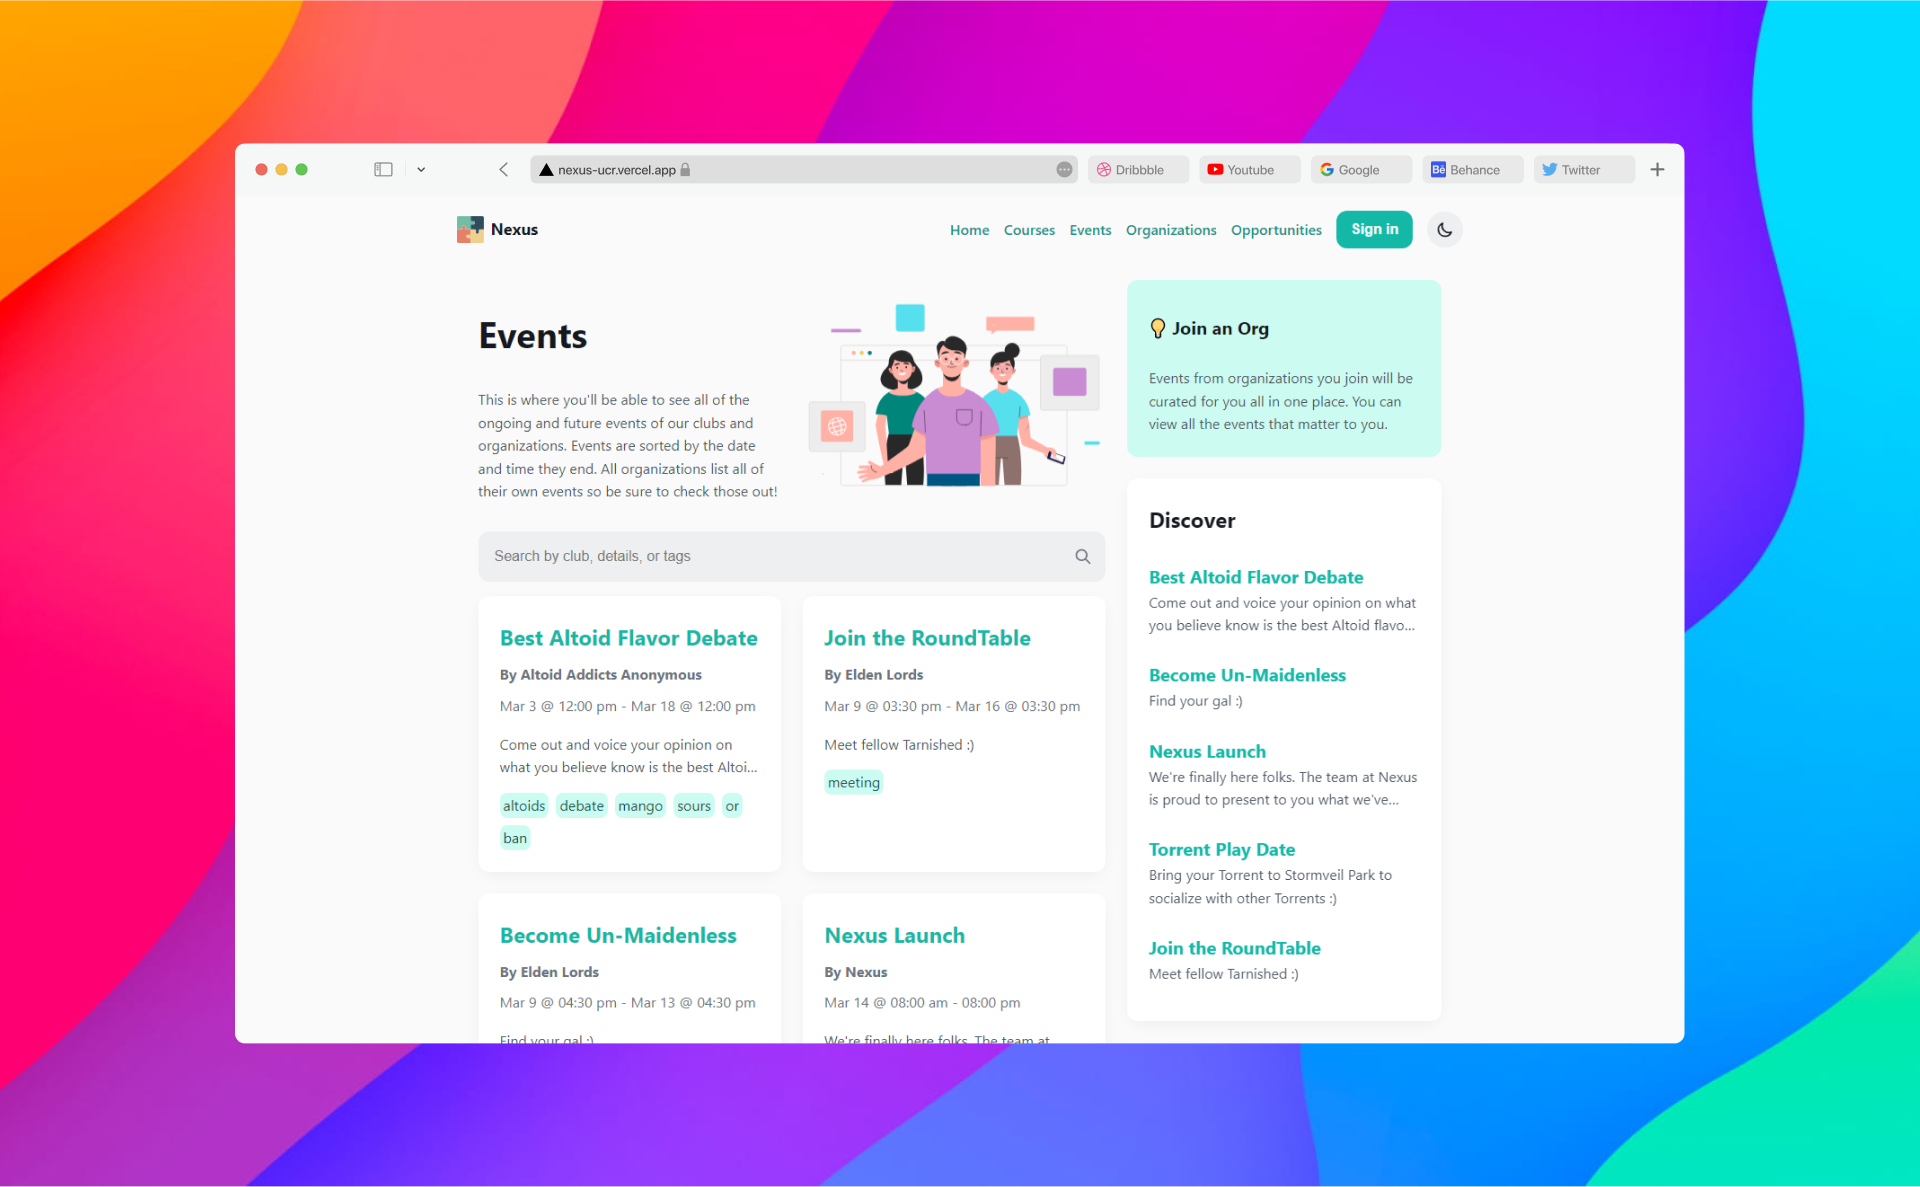 nexus-ucr.vercel.app
Dribbble
Youtube
Google
Bē Behance
Twitter
Nexus
Home Courses Events Organizations Opportunities Sign in
Events
This is where you'll be able to see all of the
ongoing and future events of our clubs and
organizations. Events are sorted by the date
and time they end. All organizations list all of
their own events so be sure to check those out!
Join an Org
Events from organizations you join will be
curated for you all in one place. You can
view all the events that matter to you.
Search by club, details, or tags
Best Altoid Flavor Debate
By Altoid Addicts Anonymous
Mar 3 @ 12:00 pm - Mar 18 @ 12:00 pm
Come out and voice your opinion on
what you believe know is the best Altoi...
altoids debate mango sours or
ban
Join the RoundTable
By Elden Lords
Mar 9 @ 03:30 pm - Mar 16 @ 03:30 pm
Meet fellow Tarnished :)
meeting
Become Un-Maidenless
By Elden Lords
Mar 9 @ 04:30 pm - Mar 13 @ 04:30 pm
Find your gal :)
Nexus Launch
By Nexus
Mar 14 @ 08:00 am - 08:00 pm
We're finally here folks. The team at
Discover
Best Altoid Flavor Debate
Come out and voice your opinion on what
you believe know is the best Altoid flavo...
Become Un-Maidenless
Find your gal :)
Nexus Launch
We're finally here folks. The team at Nexus
is proud to present to you what we've...
Torrent Play Date
Bring your Torrent to Stormveil Park to
socialize with other Torrents :)
Join the RoundTable
Meet fellow Tarnished :)